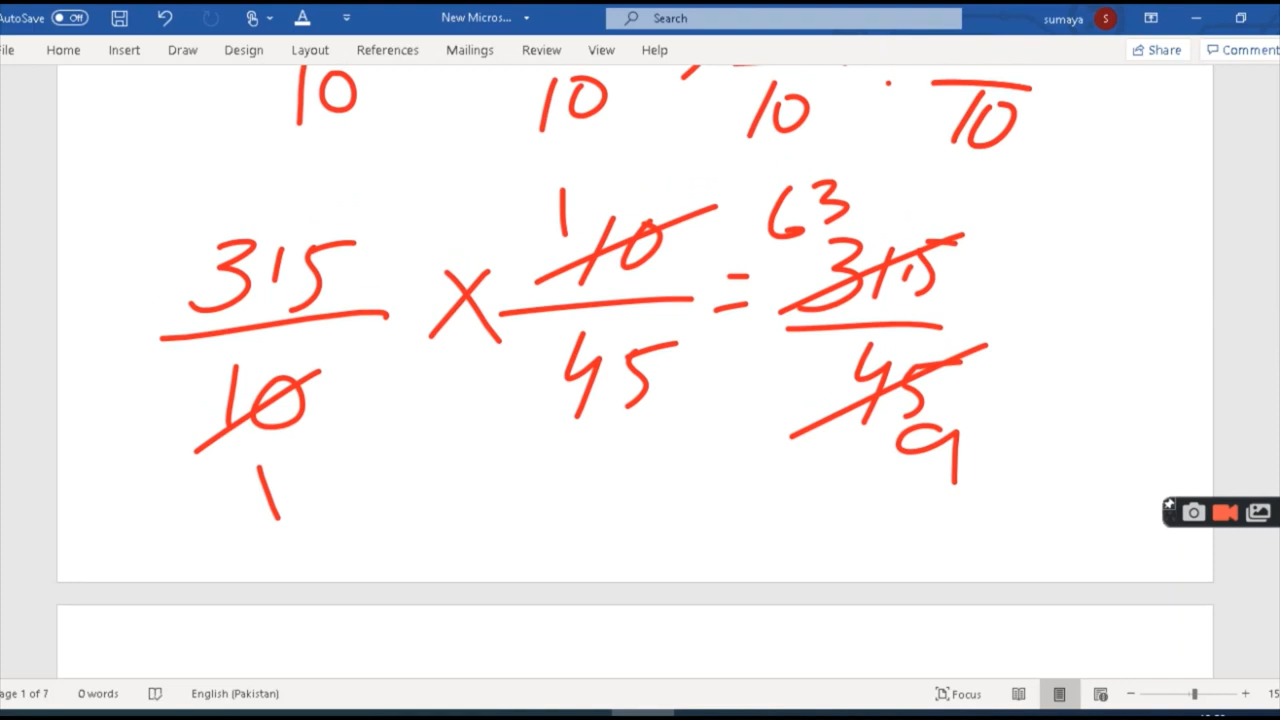 AutoSave Off New Micros... Search sumaya S
File Home Insert Draw Design Layout References Mailings Review View Help Share Comment
10 10 10 10
1 63
315 × 10 = 315
10 45 45
1 9
Page 1 of 7 0 words English (Pakistan) Focus 15